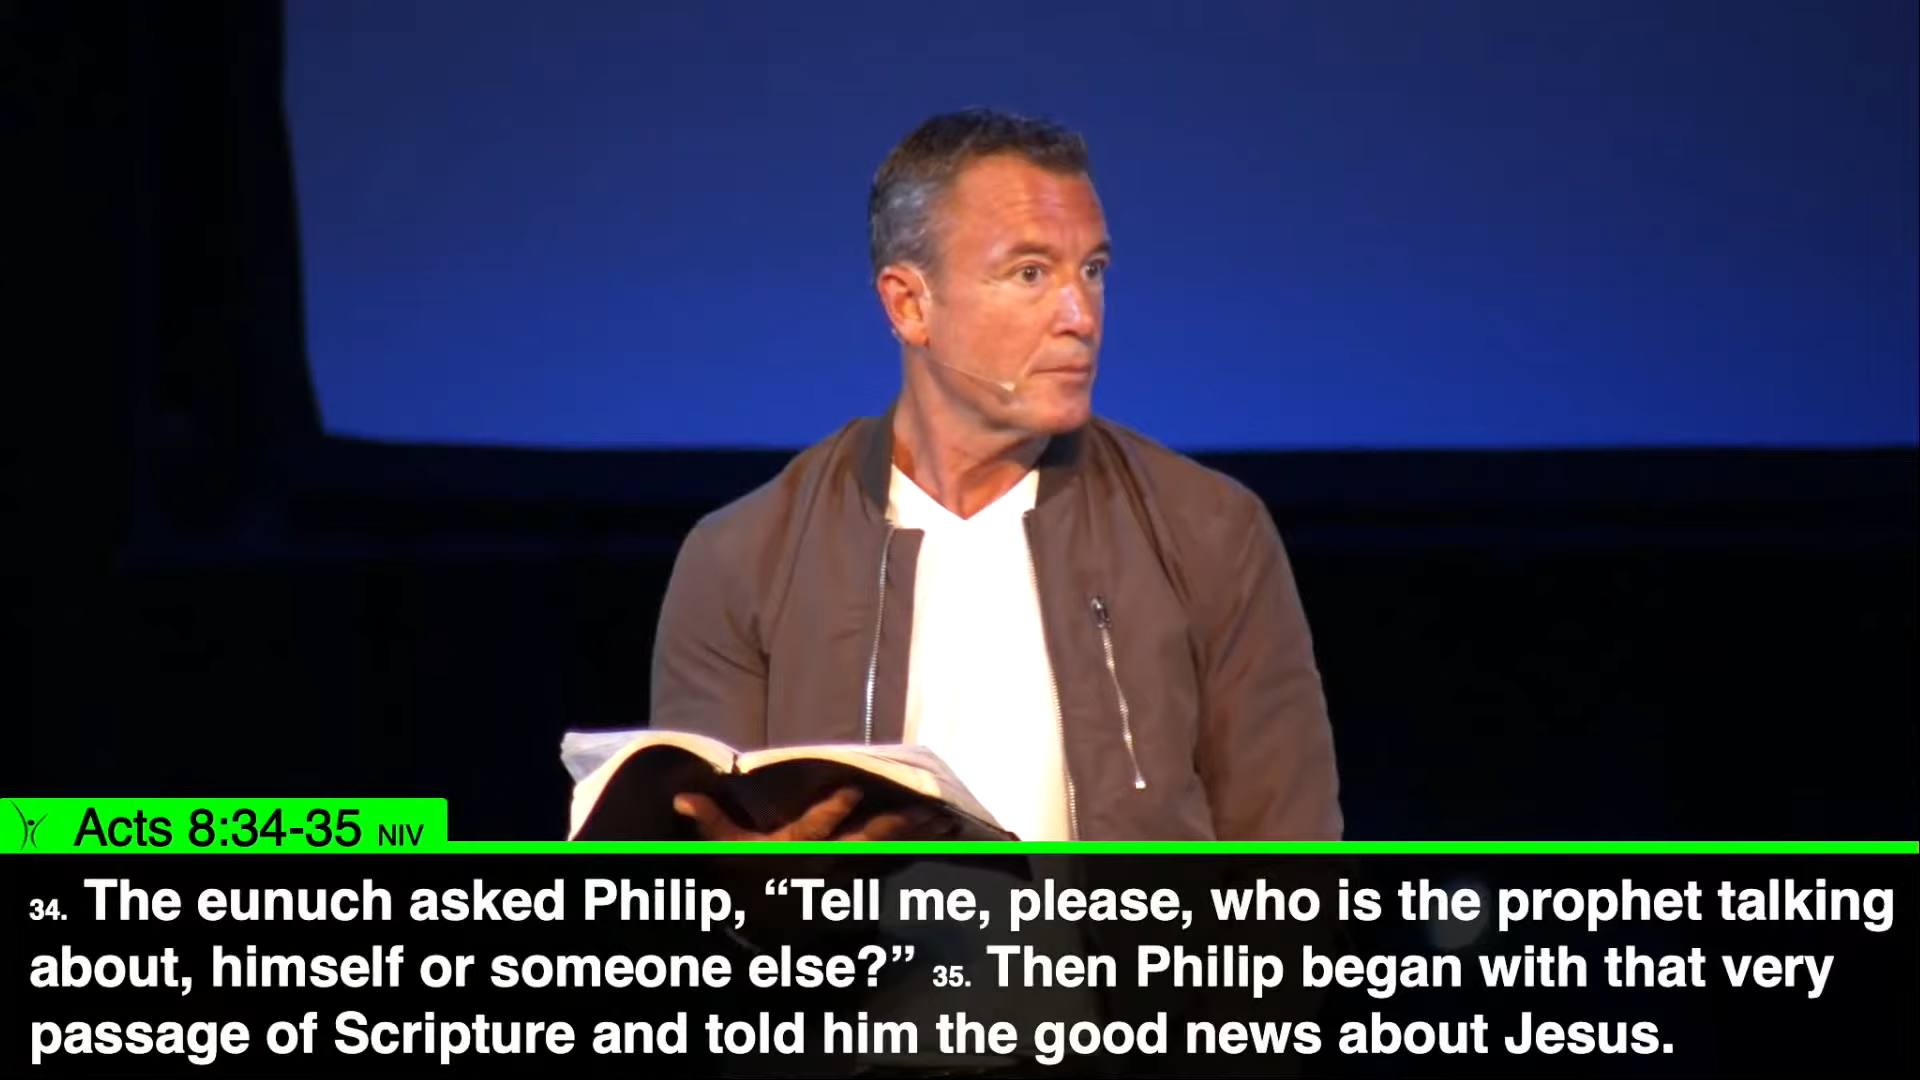 Acts 8:34-35 NIV
34. The eunuch asked Philip, “Tell me, please, who is the prophet talking
about, himself or someone else?” 35. Then Philip began with that very
passage of Scripture and told him the good news about Jesus.